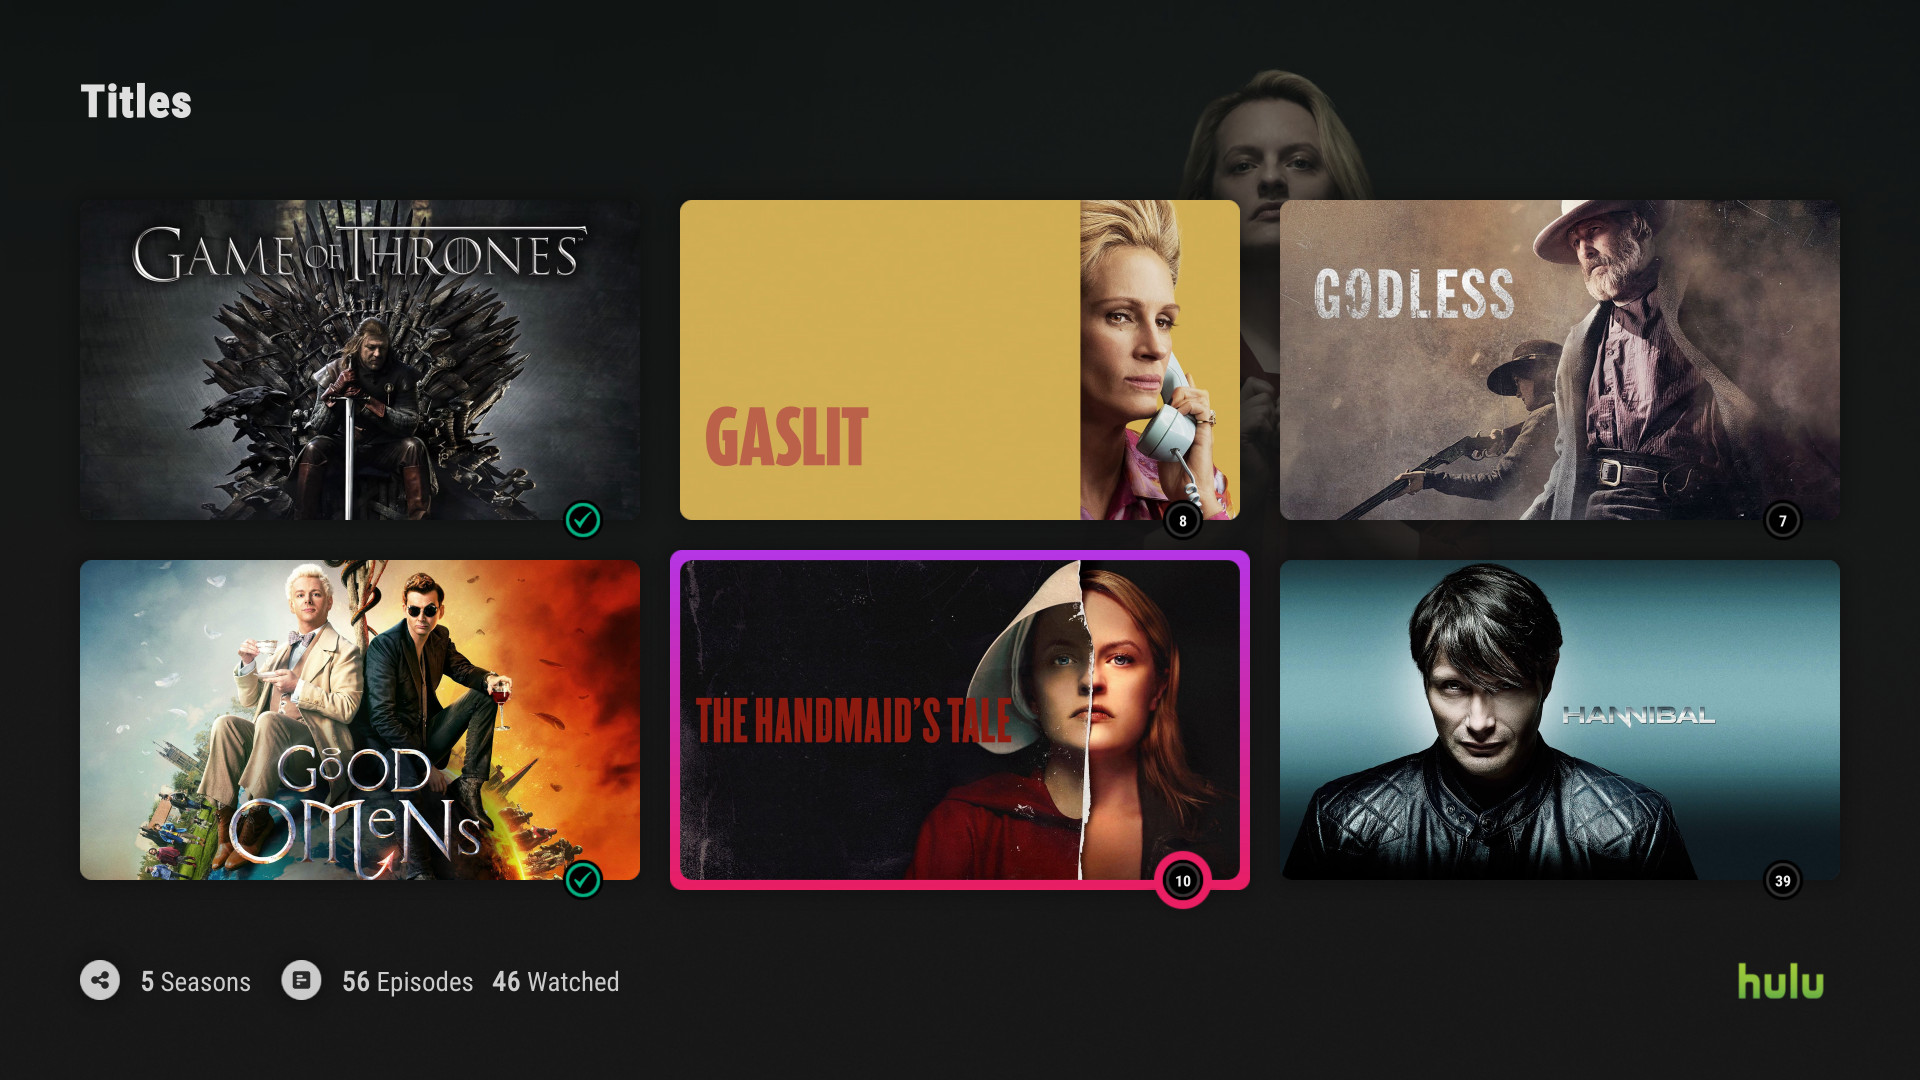 Titles
GAME OF THRONES
GASLIT
8
GODLESS
7
GOOD
OMENS
THE HANDMAID'S TALE
10
HANNIBAL
39
5 Seasons
56 Episodes 46 Watched
hulu